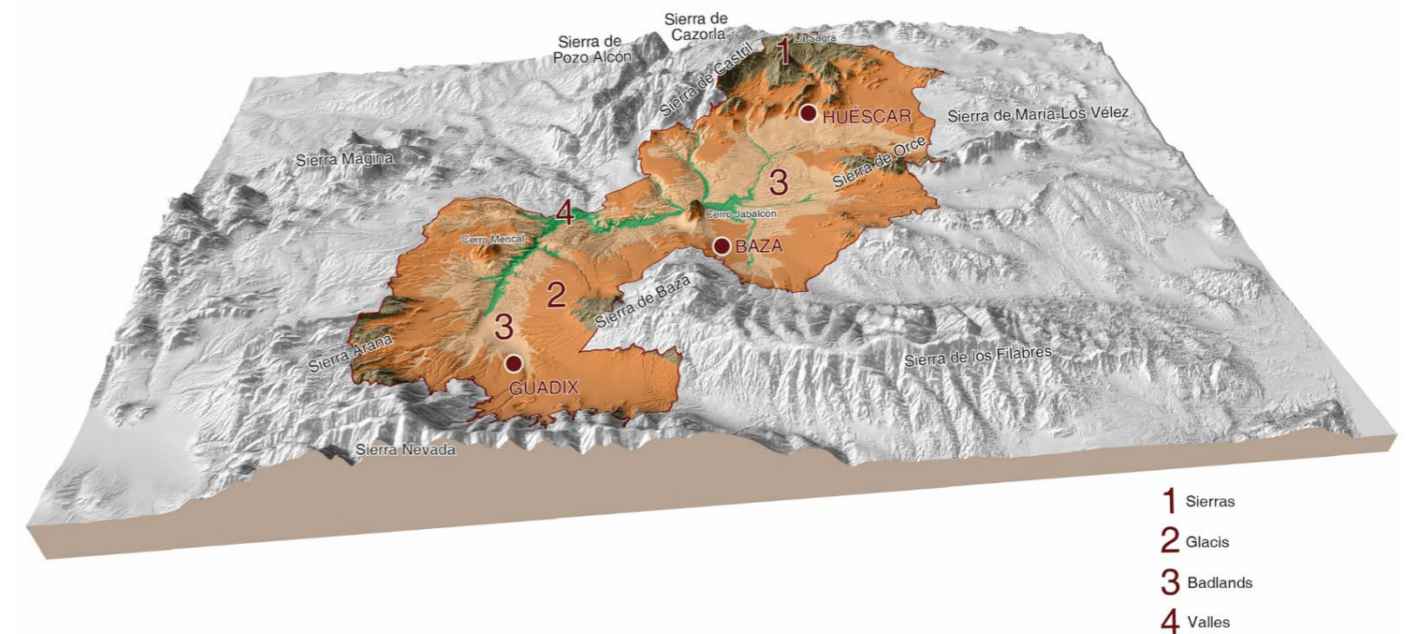 Sierra de
Cazorla
Sierra de
Pozo Alcón
1
La Sagra
Sierra de Castril
HUÉSCAR
Sierra de María-Los Vélez
Sierra Mágina
Sierra de Orce
3
4
Cerro Jabalcón
Cerro Mencal
BAZA
2
Sierra de Baza
3
Sierra Arana
Sierra de los Filabres
GUADIX
Sierra Nevada
1 Sierras
2 Glacis
3 Badlands
4 Valles